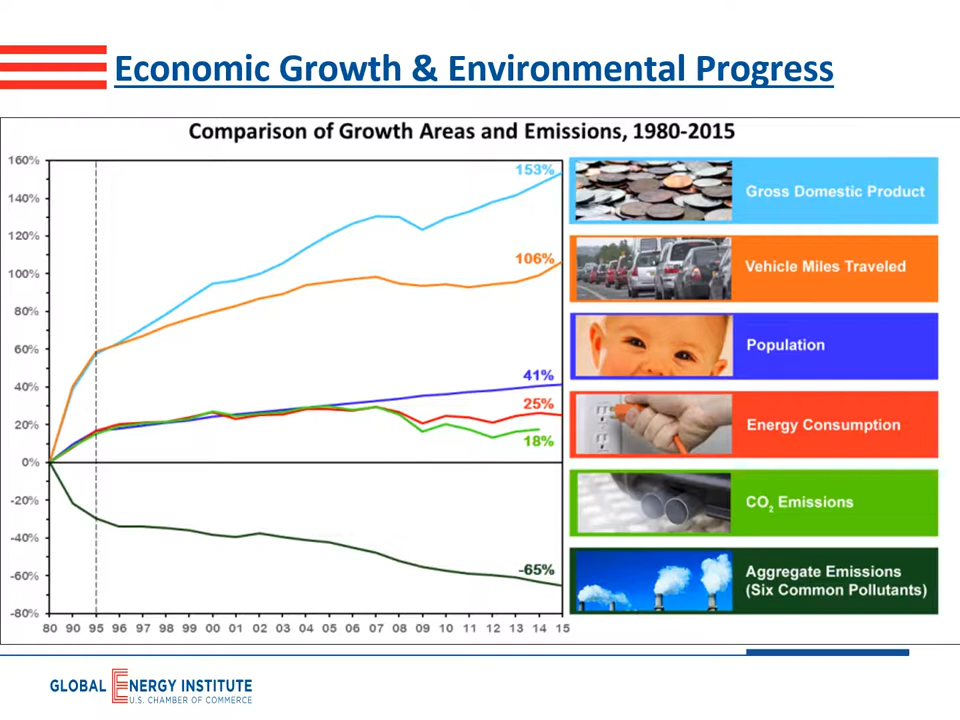 Economic Growth & Environmental Progress
Comparison of Growth Areas and Emissions, 1980-2015
160%
140%
120%
100%
80%
60%
40%
20%
0%
-20%
-40%
-60%
-80%
153%
106%
41%
25%
18%
-65%
80 90 95 96 97 98 99 00 01 02 03 04 05 06 07 08 09 10 11 12 13 14 15
Gross Domestic Product
Vehicle Miles Traveled
Population
Energy Consumption
CO₂ Emissions
Aggregate Emissions
(Six Common Pollutants)
GLOBAL ENERGY INSTITUTE
U.S. CHAMBER OF COMMERCE